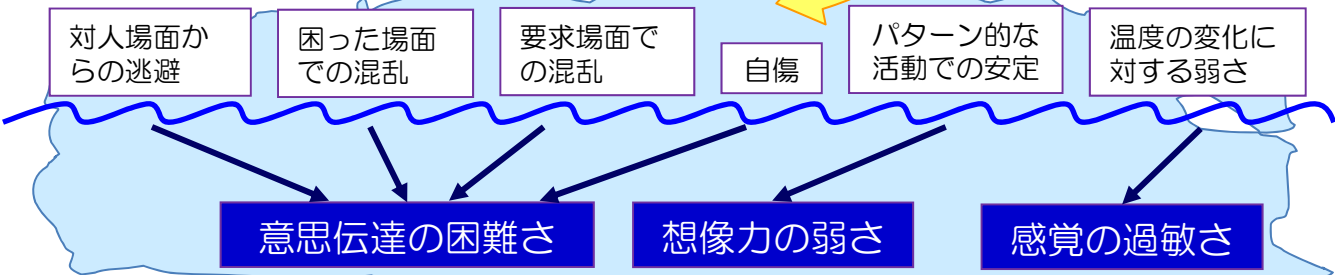 対人場面か
らの逃避
困った場面
での混乱
要求場面で
の混乱
自傷
パターン的な
活動での安定
温度の変化に
対する弱さ
意思伝達の困難さ
想像力の弱さ
感覚の過敏さ